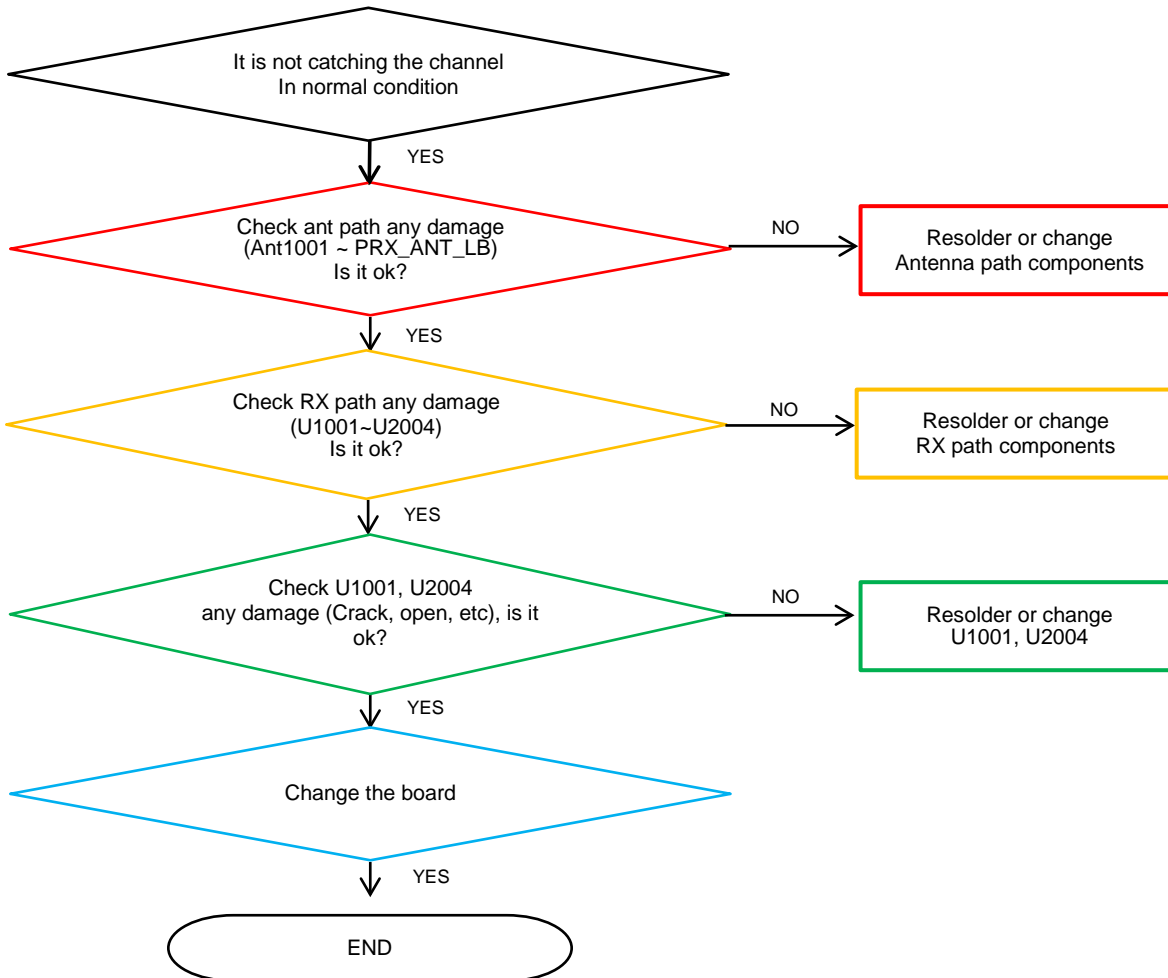 It is not catching the channel
In normal condition
YES
Check ant path any damage
(Ant1001 ~ PRX_ANT_LB)
Is it ok?
NO
Resolder or change
Antenna path components
YES
Check RX path any damage
(U1001~U2004)
Is it ok?
NO
Resolder or change
RX path components
YES
Check U1001, U2004
any damage (Crack, open, etc), is it
ok?
NO
Resolder or change
U1001, U2004
YES
Change the board
YES
END